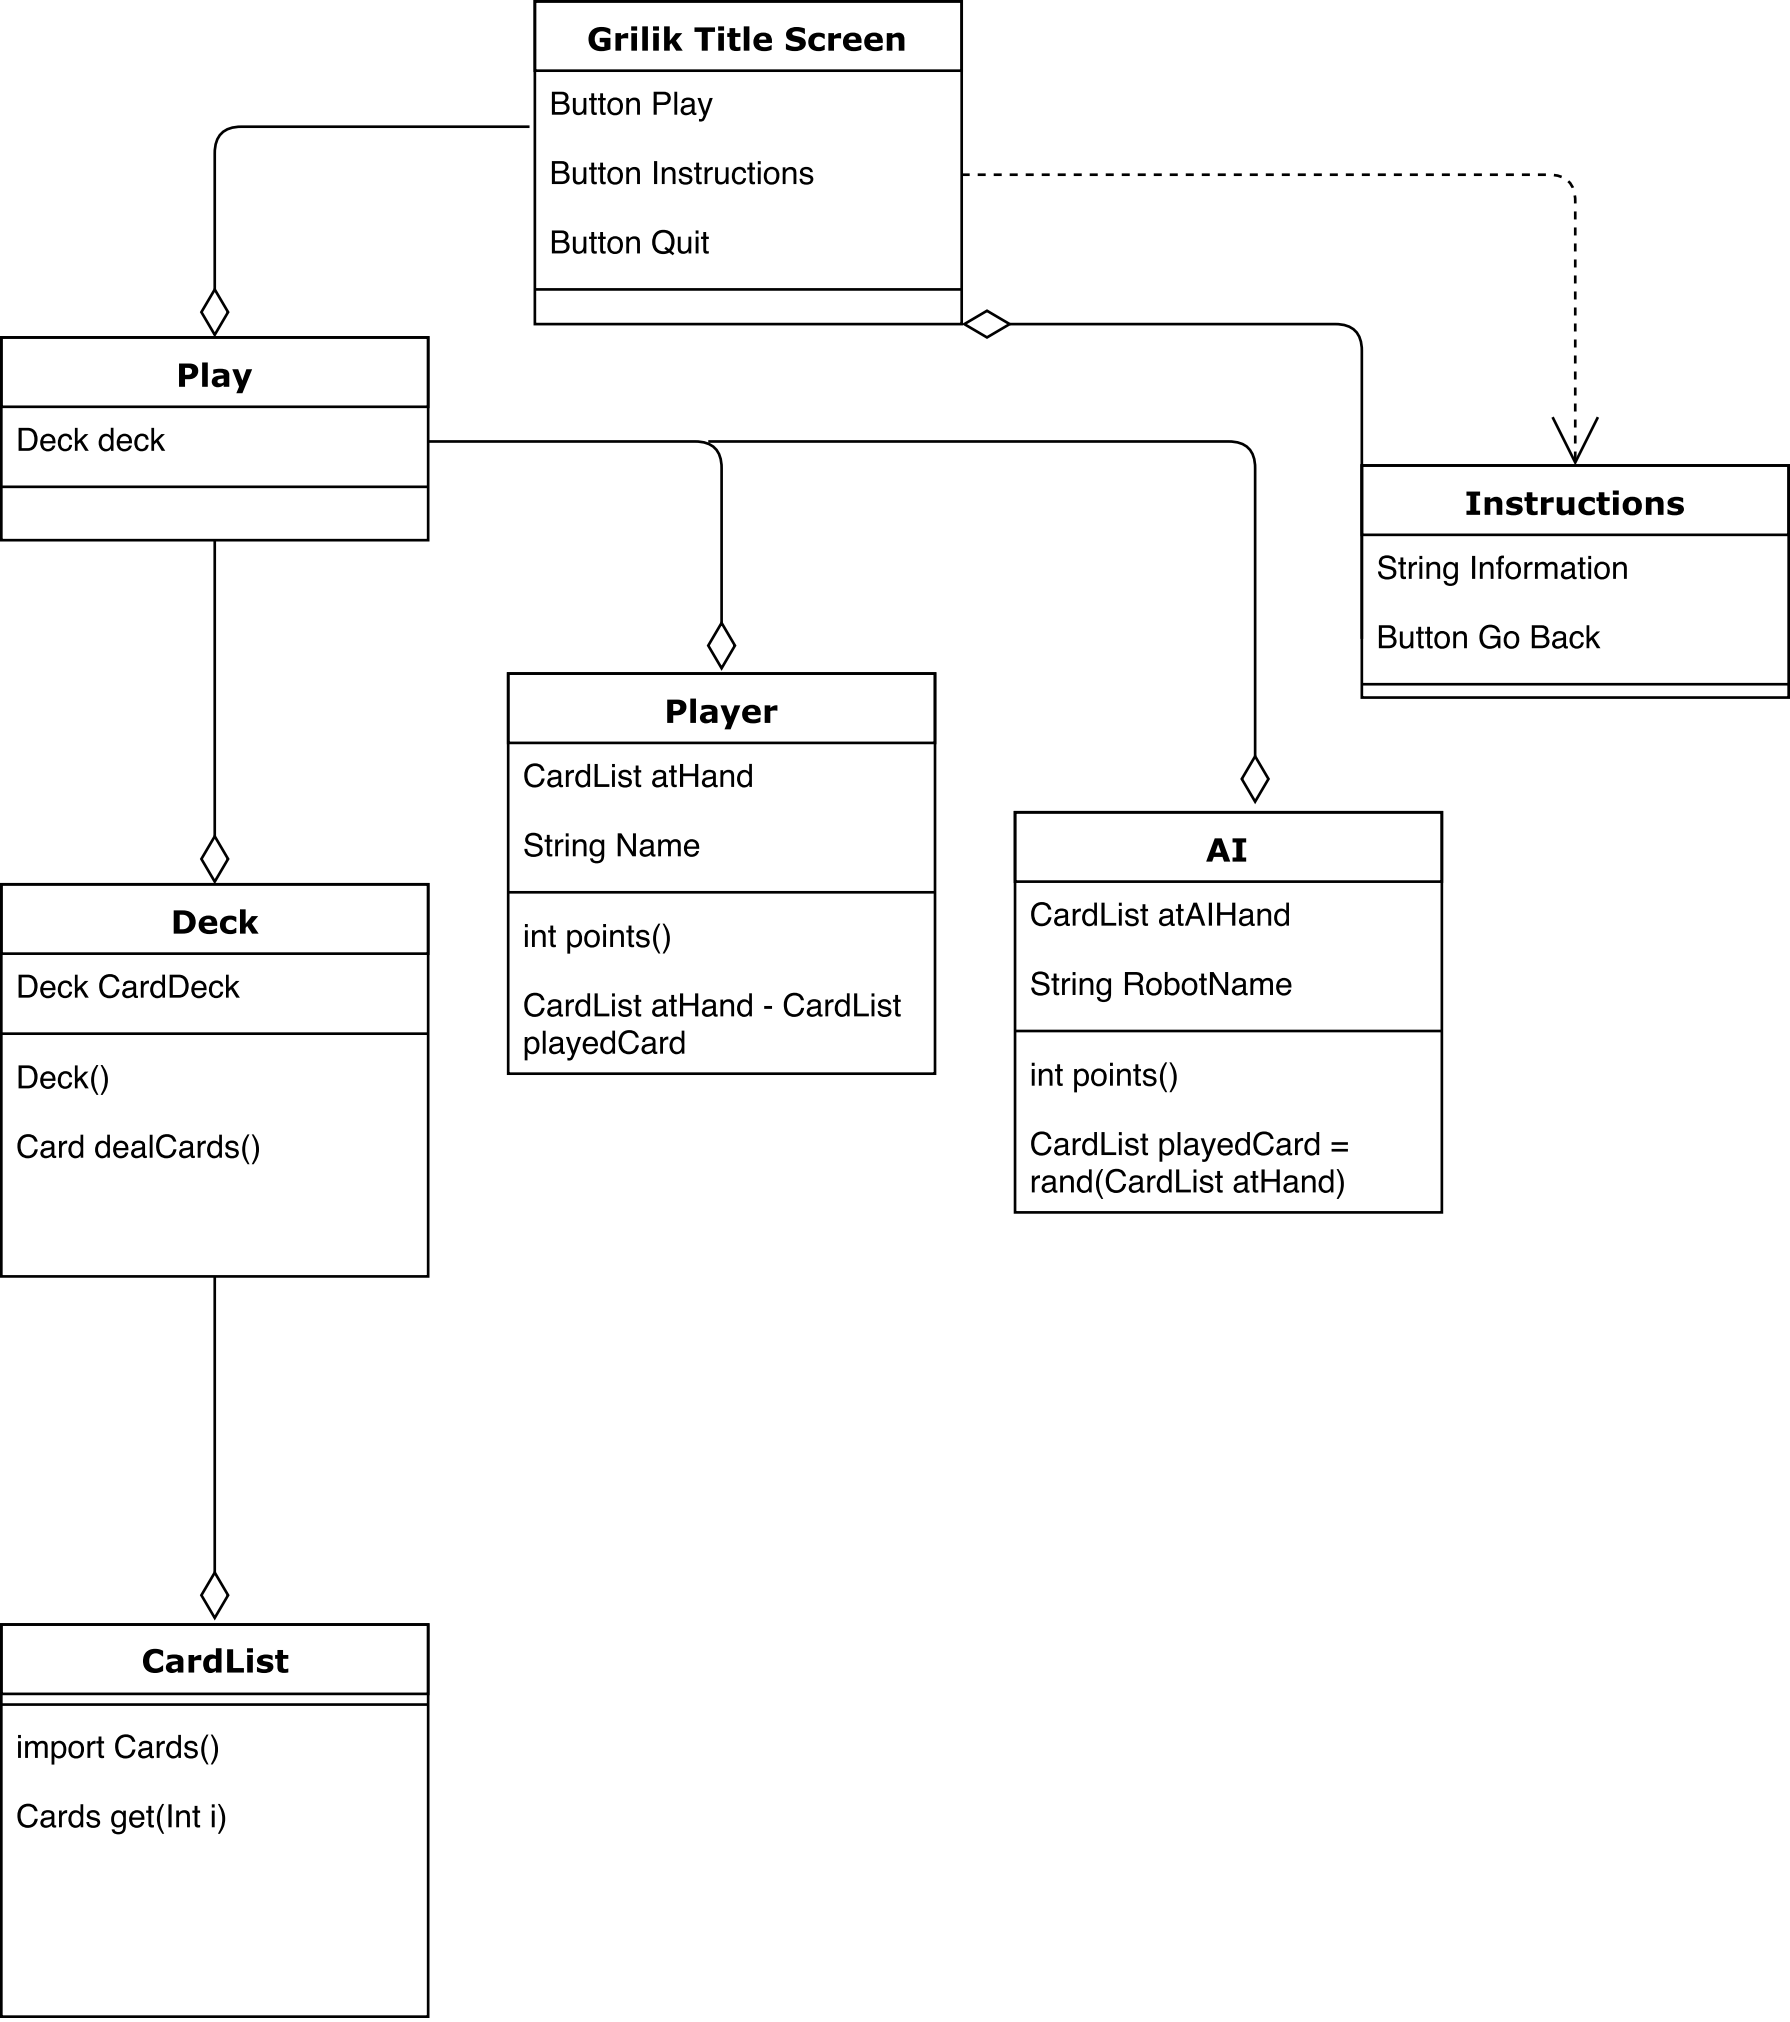 Grilik Title Screen
Button Play
Button Instructions
Button Quit
Play
Deck deck
Instructions
String Information
Button Go Back
Player
CardList atHand
String Name
int points()
CardList atHand - CardList
playedCard
AI
CardList atAIHand
String RobotName
int points()
CardList playedCard =
rand(CardList atHand)
Deck
Deck CardDeck
Deck()
Card dealCards()
CardList
import Cards()
Cards get(Int i)